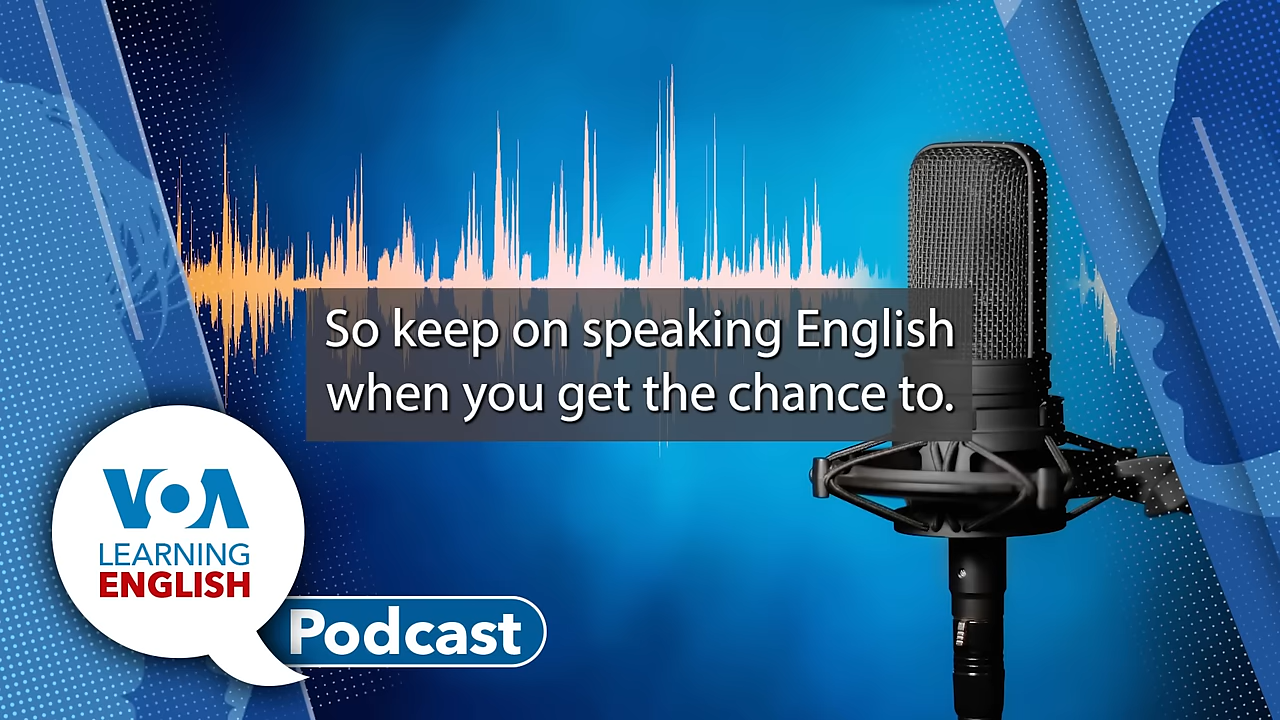 So keep on speaking English
when you get the chance to.
VOA
LEARNING
ENGLISH
Podcast